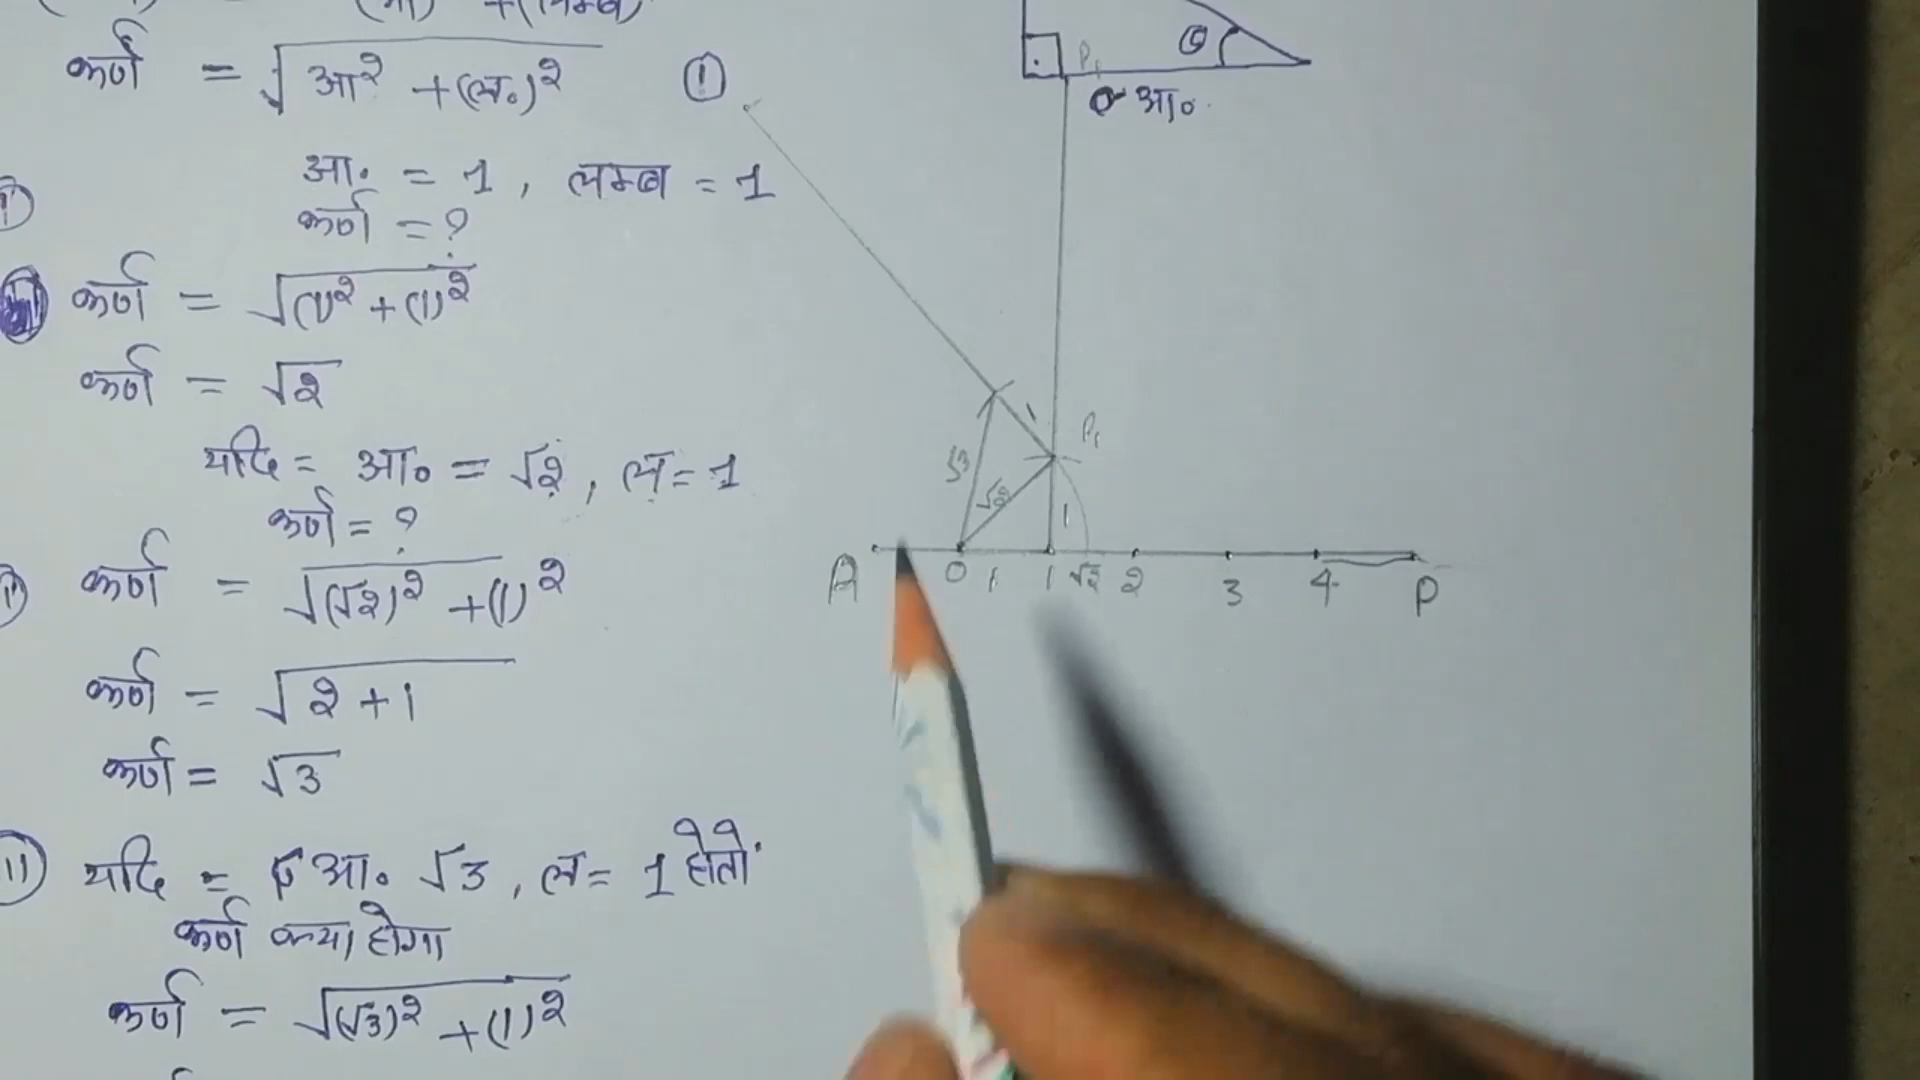 +(लम्ब)
कर्ण = √आ² +(ल०)²
आ. = 1, लम्ब = 1
कर्ण = ?
कर्ण = √(1)² + (1)²
कर्ण = √2
यदि = आ० = √2, ल = 1
कर्ण = ?
कर्ण = √(√2)² + (1)²
कर्ण = √2+1
कर्ण = √3
यदि = आ० √3, ल = 1 होतो
कर्ण क्या होगा
कर्ण = √(√3)² + (1)²
①
P₁ θ
आ०
1
P₁
√3 √2 1
A 0 1 1 √2 2 3 4 P